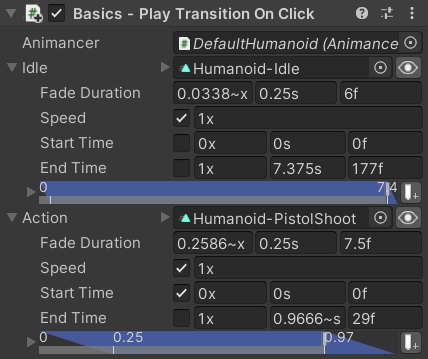 Basics - Play Transition On Click
Animancer DefaultHumanoid (Animance
Idle Humanoid-Idle
Fade Duration 0.0338~x 0.25s 6f
Speed 1x
Start Time 0x 0s 0f
End Time 1x 7.375s 177f
0 7.4
Action Humanoid-PistolShoot
Fade Duration 0.2586~x 0.25s 7.5f
Speed 1x
Start Time 0x 0s 0f
End Time 1x 0.9666~s 29f
0 0.25 0.97